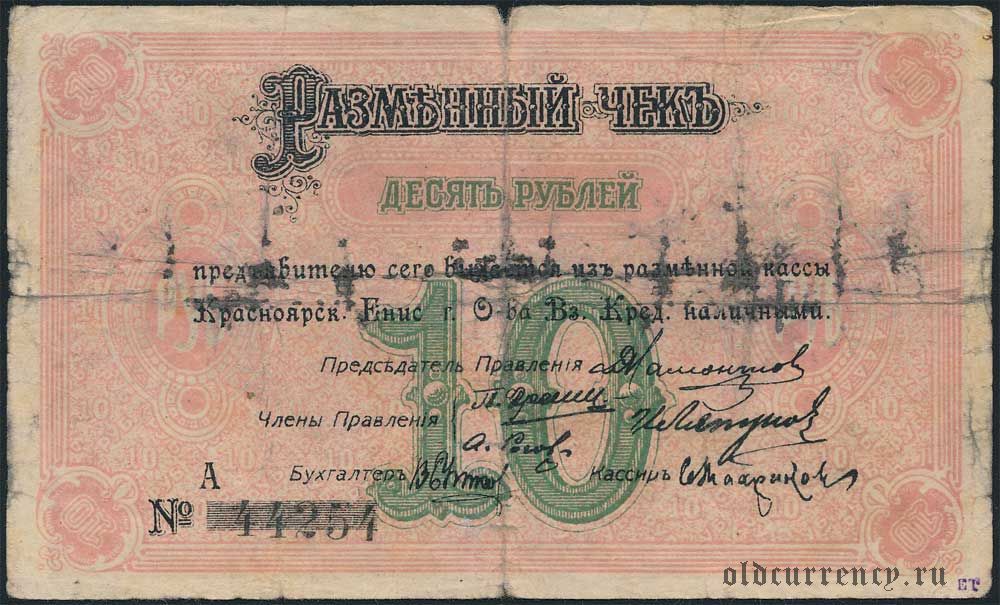 РАЗМѢННЫЙ ЧЕКЪ
ДЕСЯТЬ РУБЛЕЙ
предъявителю сего выдается изъ размѣнной кассы
Красноярск. Енис г. О-ва Вз. Кред. наличными.
10
Предсѣдатель Правленія
Члены Правленія
Бухгалтеръ Кассиръ
А
№ 44254
oldcurrency.ru
ЕТ